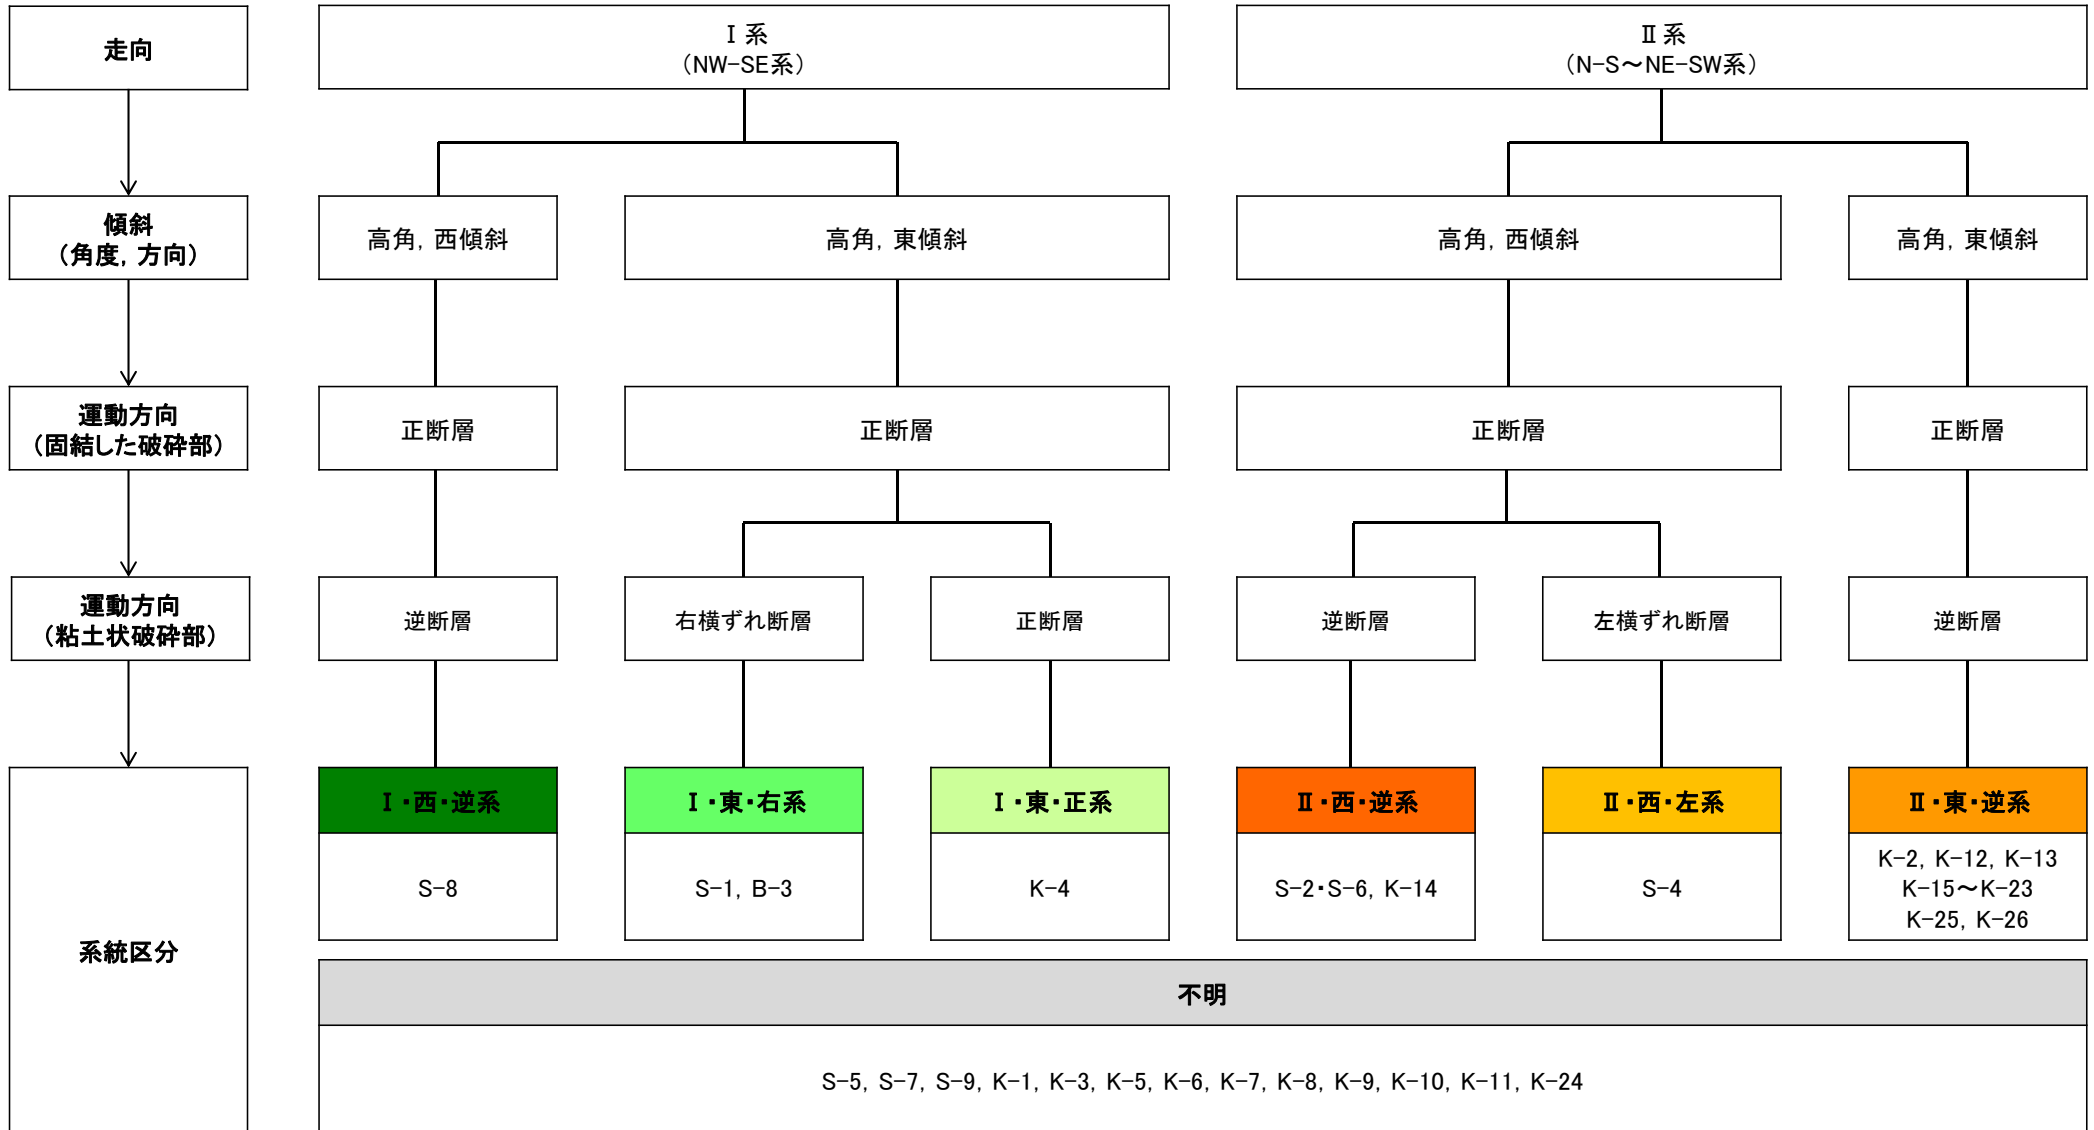 走向
Ⅰ系
（NW-SE系）
Ⅱ系
（N-S～NE-SW系）
傾斜
（角度，方向）
高角，西傾斜
高角，東傾斜
高角，西傾斜
高角，東傾斜
運動方向
（固結した破砕部）
正断層
正断層
正断層
正断層
運動方向
（粘土状破砕部）
逆断層
右横ずれ断層
正断層
逆断層
左横ずれ断層
逆断層
系統区分
Ⅰ・西・逆系
Ⅰ・東・右系
Ⅰ・東・正系
Ⅱ・西・逆系
Ⅱ・西・左系
Ⅱ・東・逆系
S-8
S-1，B-3
K-4
S-2・S-6，K-14
S-4
K-2，K-12，K-13
K-15～K-23
K-25，K-26
不明
S-5，S-7，S-9，K-1，K-3，K-5，K-6，K-7，K-8，K-9，K-10，K-11，K-24